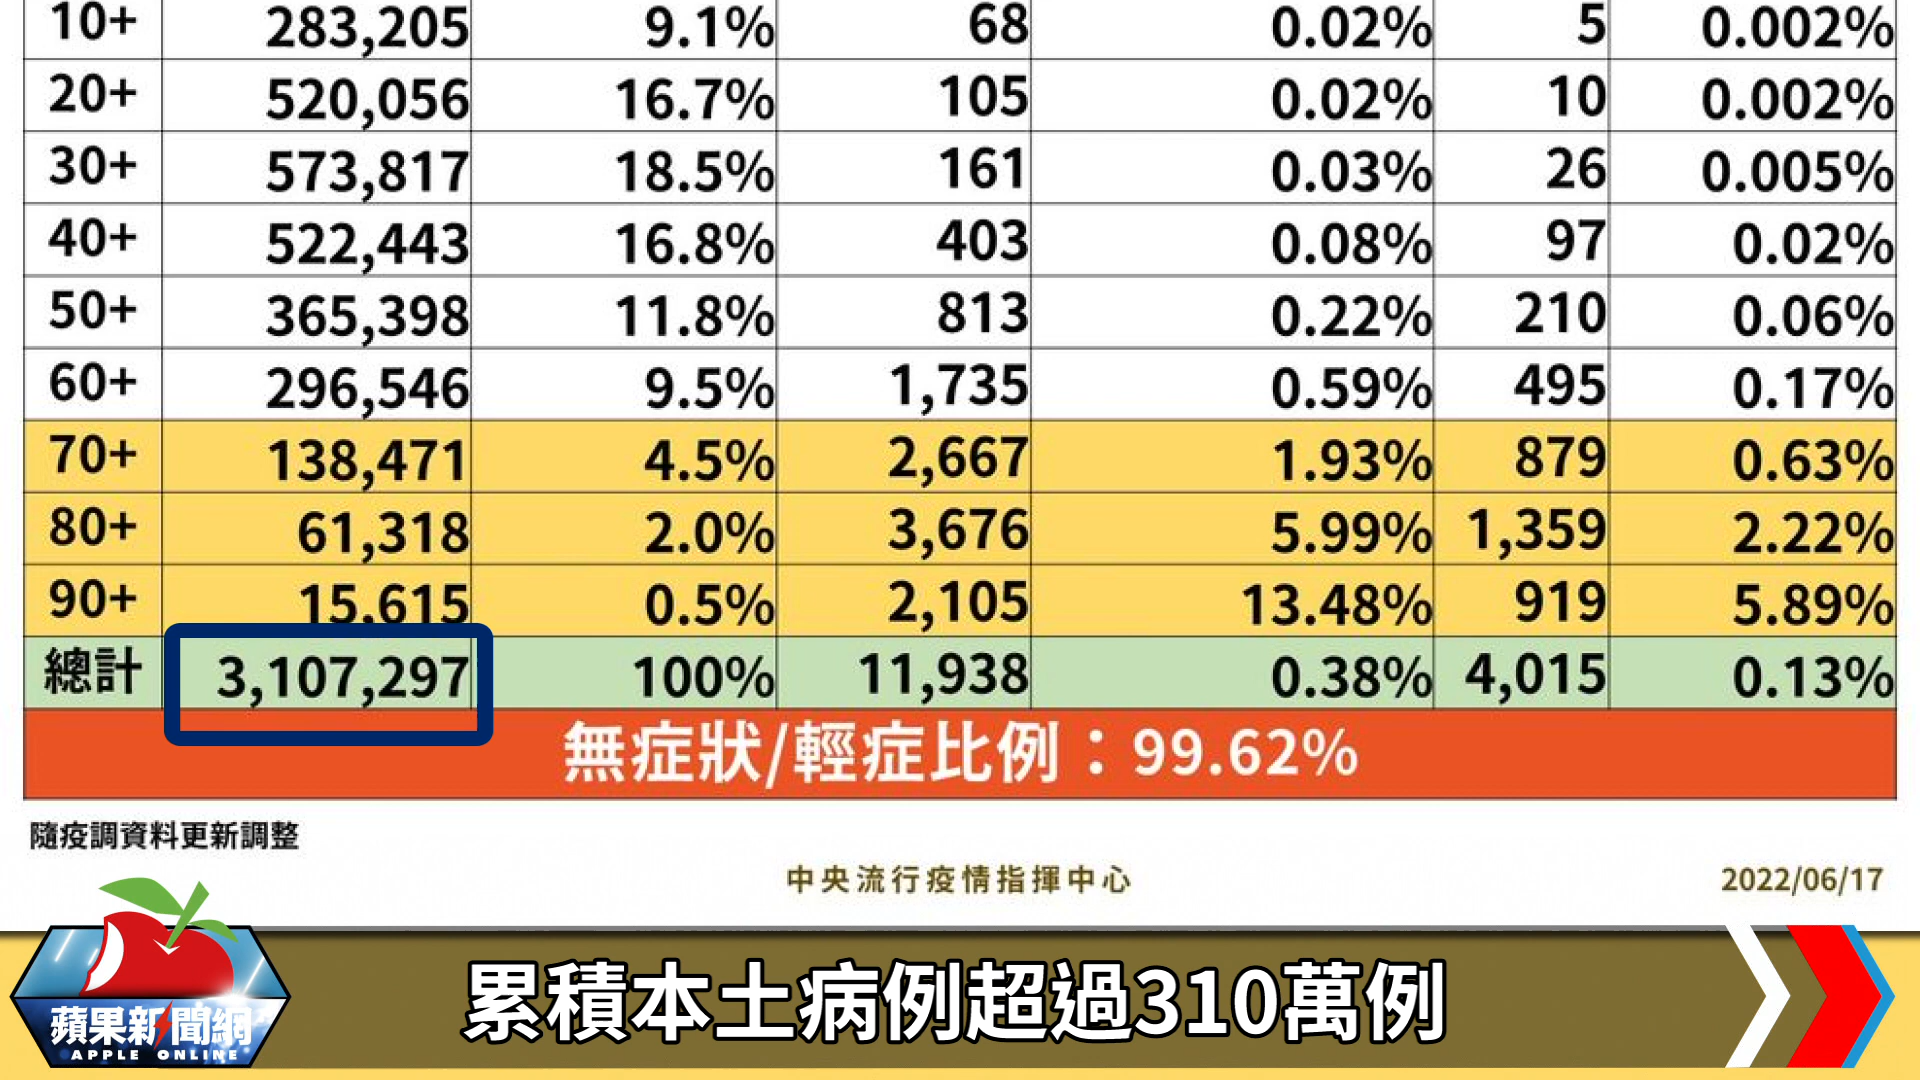 10+ 283,205 9.1% 68 0.02% 5 0.002%
20+ 520,056 16.7% 105 0.02% 10 0.002%
30+ 573,817 18.5% 161 0.03% 26 0.005%
40+ 522,443 16.8% 403 0.08% 97 0.02%
50+ 365,398 11.8% 813 0.22% 210 0.06%
60+ 296,546 9.5% 1,735 0.59% 495 0.17%
70+ 138,471 4.5% 2,667 1.93% 879 0.63%
80+ 61,318 2.0% 3,676 5.99% 1,359 2.22%
90+ 15,615 0.5% 2,105 13.48% 919 5.89%
總計 3,107,297 100% 11,938 0.38% 4,015 0.13%
無症狀/輕症比例：99.62%
隨疫調資料更新調整
中央流行疫情指揮中心 2022/06/17
累積本土病例超過310萬例
蘋果新聞網
APPLE ONLINE